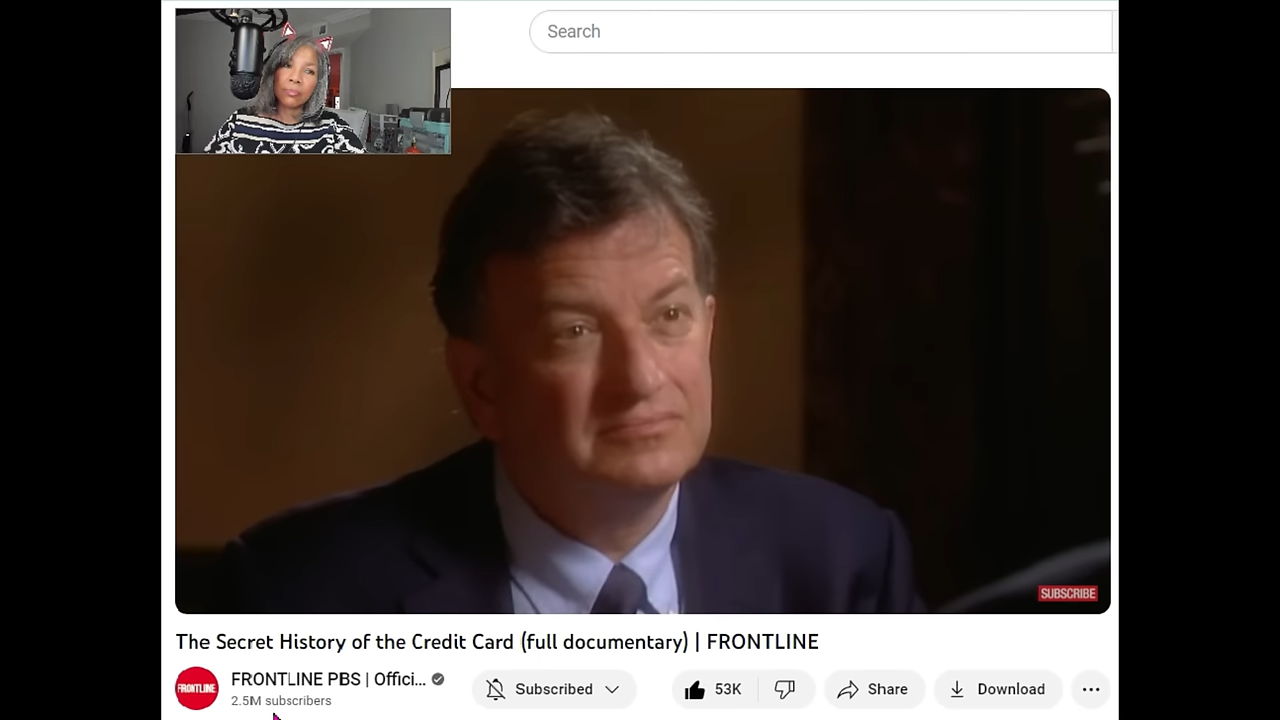 Search
SUBSCRIBE
The Secret History of the Credit Card (full documentary) | FRONTLINE
FRONTLINE
FRONTLINE PBS | Offici...
2.5M subscribers
Subscribed
53K
Share
Download